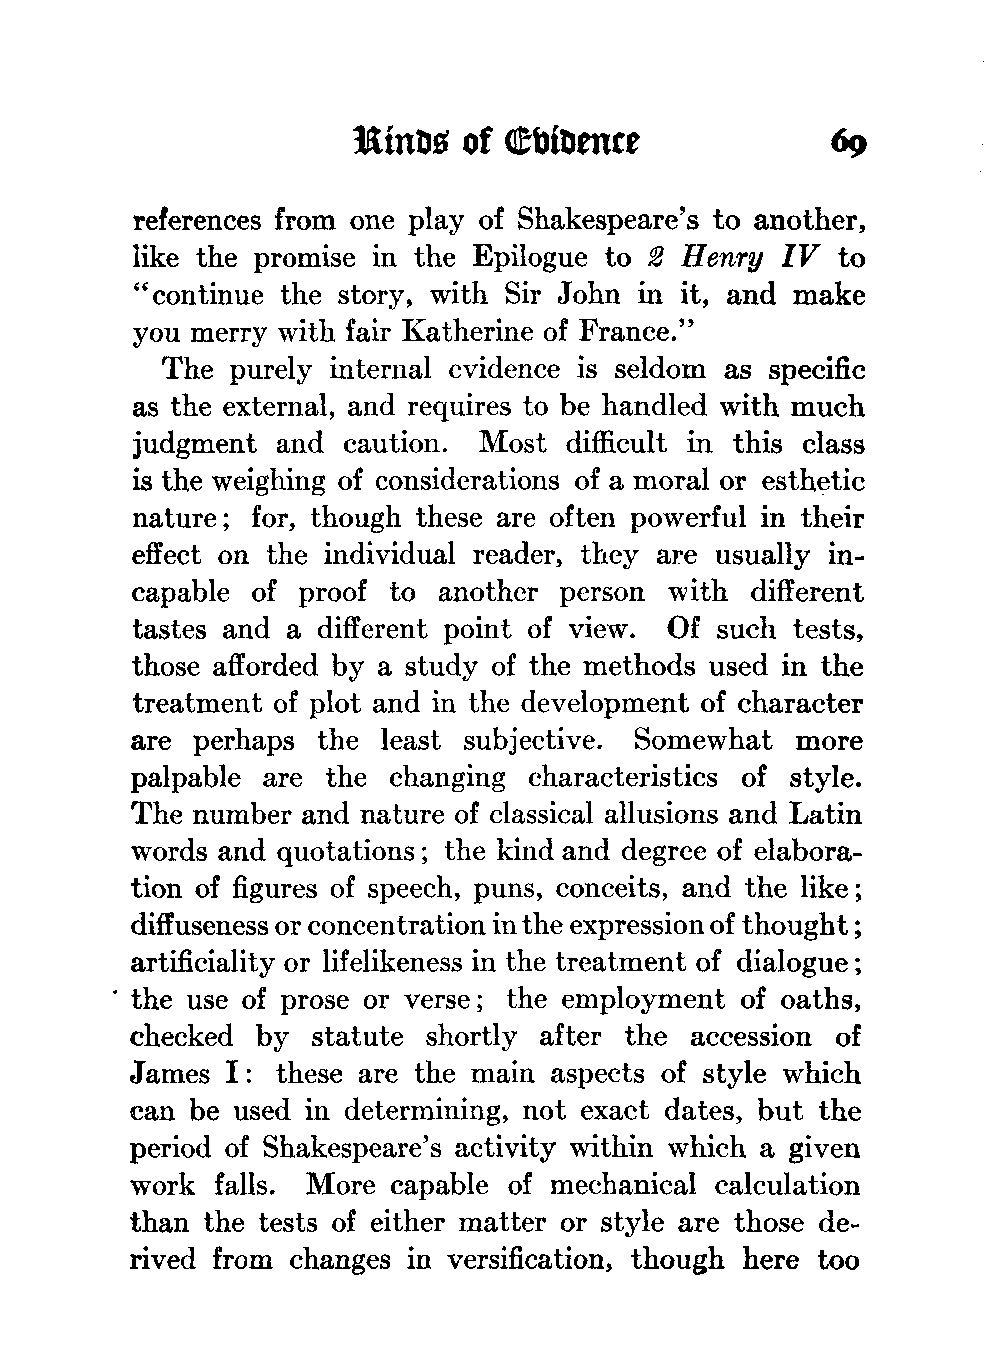 Kinds of Evidence 69
references from one play of Shakespeare's to another,
like the promise in the Epilogue to 2 Henry IV to
"continue the story, with Sir John in it, and make
you merry with fair Katherine of France."
The purely internal evidence is seldom as specific
as the external, and requires to be handled with much
judgment and caution. Most difficult in this class
is the weighing of considerations of a moral or esthetic
nature; for, though these are often powerful in their
effect on the individual reader, they are usually in-
capable of proof to another person with different
tastes and a different point of view. Of such tests,
those afforded by a study of the methods used in the
treatment of plot and in the development of character
are perhaps the least subjective. Somewhat more
palpable are the changing characteristics of style.
The number and nature of classical allusions and Latin
words and quotations; the kind and degree of elabora-
tion of figures of speech, puns, conceits, and the like;
diffuseness or concentration in the expression of thought;
artificiality or lifelikeness in the treatment of dialogue;
the use of prose or verse; the employment of oaths,
checked by statute shortly after the accession of
James I: these are the main aspects of style which
can be used in determining, not exact dates, but the
period of Shakespeare's activity within which a given
work falls. More capable of mechanical calculation
than the tests of either matter or style are those de-
rived from changes in versification, though here too